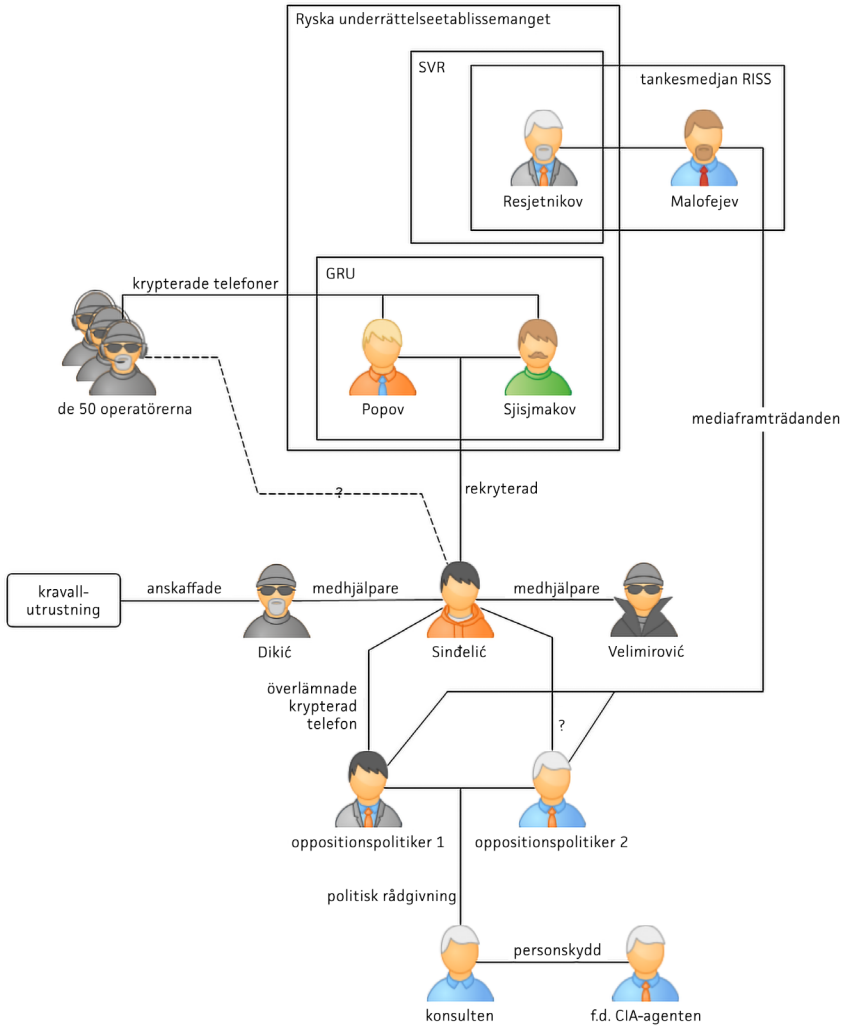 Ryska underrättelseetablissemanget
SVR
tankesmedjan RISS
Resjetnikov
Malofejev
GRU
krypterade telefoner
de 50 operatörerna
Popov
Sjisjmakov
mediaframträdanden
?
rekryterad
kravall-
utrustning
anskaffade
medhjälpare
medhjälpare
Dikić
Sinđelić
Velimirović
överlämnade
krypterad
telefon
?
oppositionspolitiker 1
oppositionspolitiker 2
politisk rådgivning
personskydd
konsulten
f.d. CIA-agenten